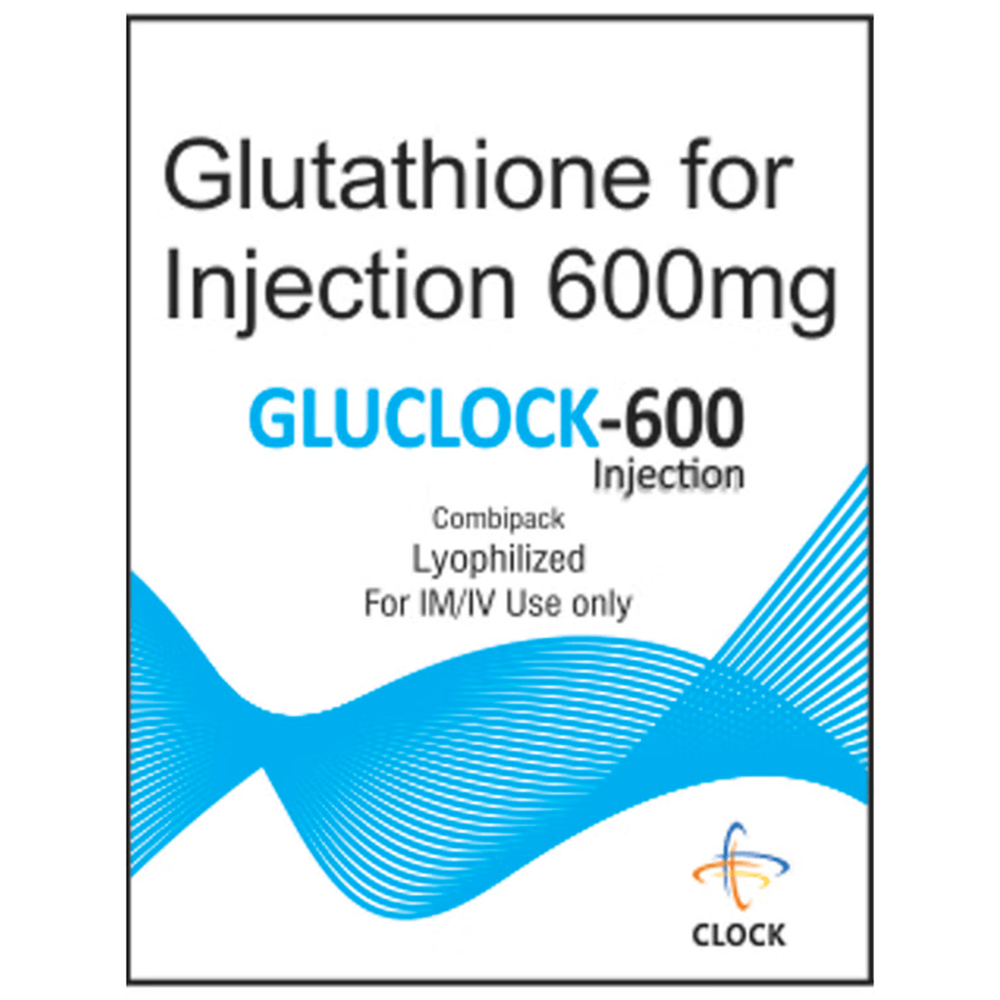 Glutathione for
Injection 600mg
GLUCLOCK-600
Injection
Combipack
Lyophilized
For IM/IV Use only
CLOCK